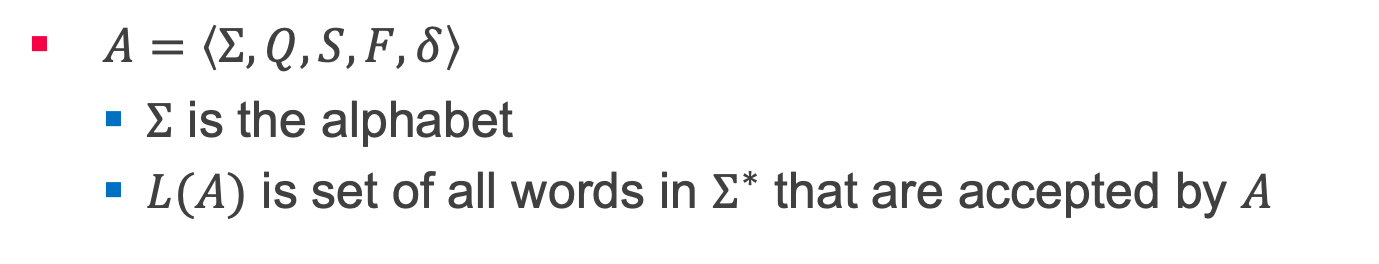 ▪ A = ⟨Σ, Q, S, F, δ⟩
▪ Σ is the alphabet
▪ L(A) is set of all words in Σ* that are accepted by A